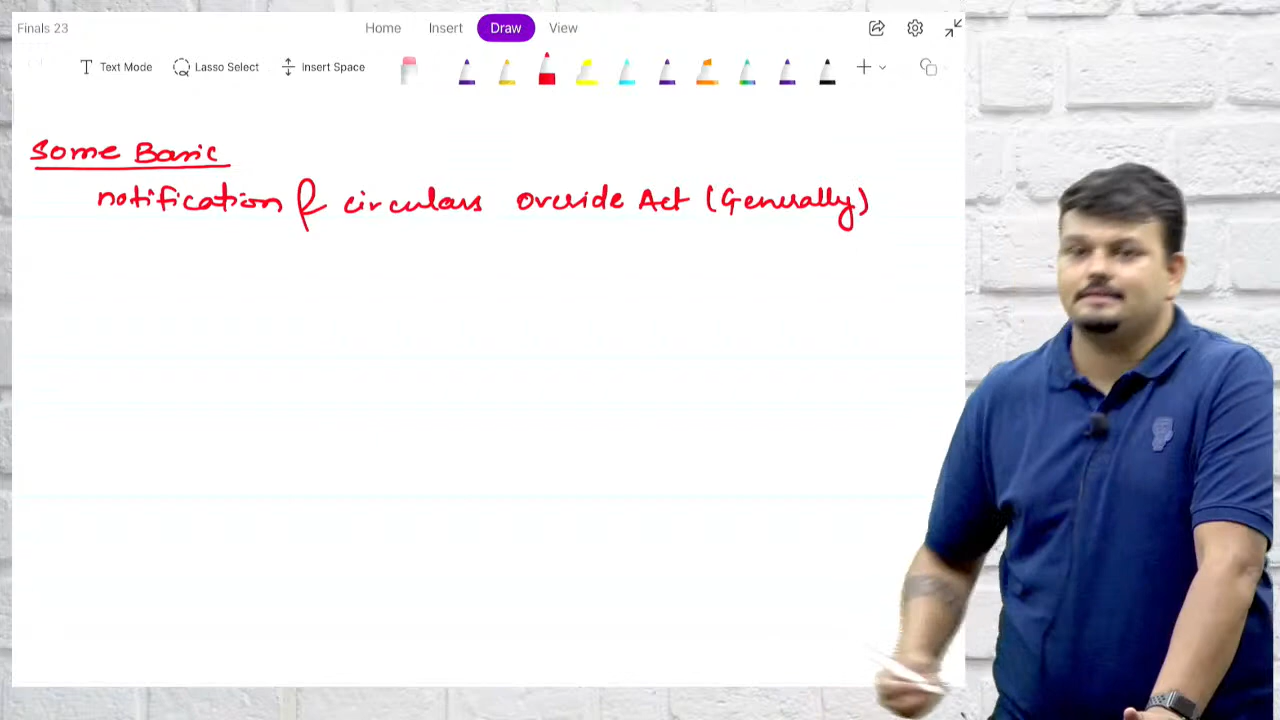 Finals 23
Home Insert Draw View
Text Mode Lasso Select Insert Space
Some Basic
notification & circulars override Act (Generally)